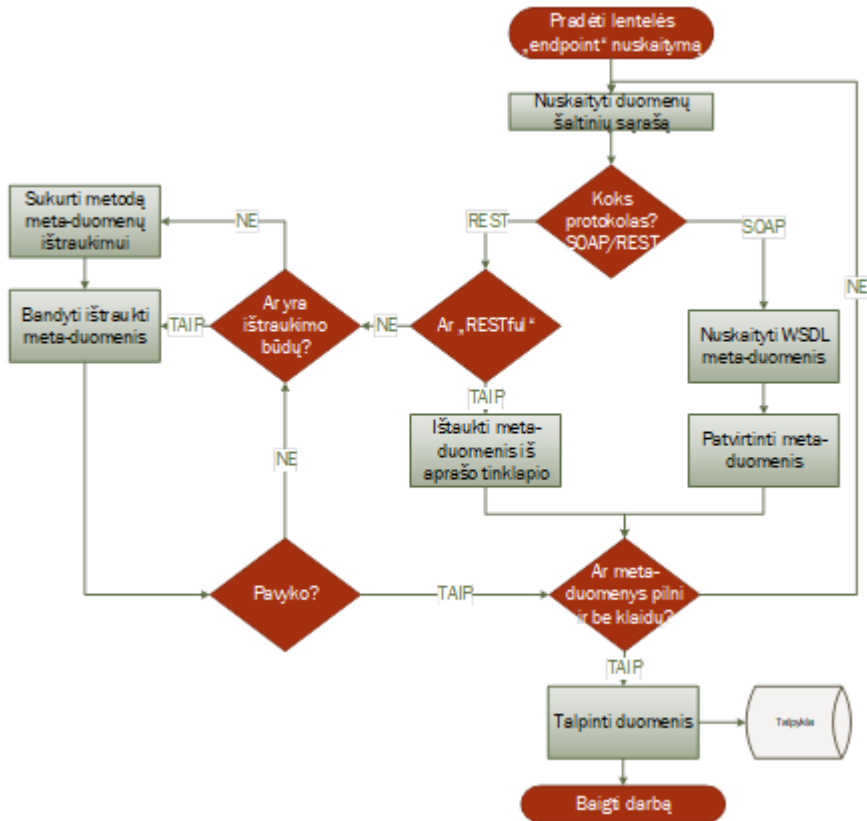 Pradėti lentelės
„endpoint“ nuskaitymą
Nuskaityti duomenų
šaltinių sąrašą
Koks
protokolas?
SOAP/REST
REST
SOAP
NE
Sukurti metodą
meta-duomenų
ištraukimui
NE
Bandyti ištraukti
meta-duomenis
TAIP
Ar yra
ištraukimo
būdų?
NE
Ar „RESTful“
Nuskaityti WSDL
meta-duomenis
TAIP
Ištaukti meta-
duomenis iš
aprašo tinklapio
Patvirtinti meta-
duomenis
NE
Pavyko?
TAIP
Ar meta-
duomenys pilni
ir be klaidų?
TAIP
Talpinti duomenis
Talpykla
Baigti darbą